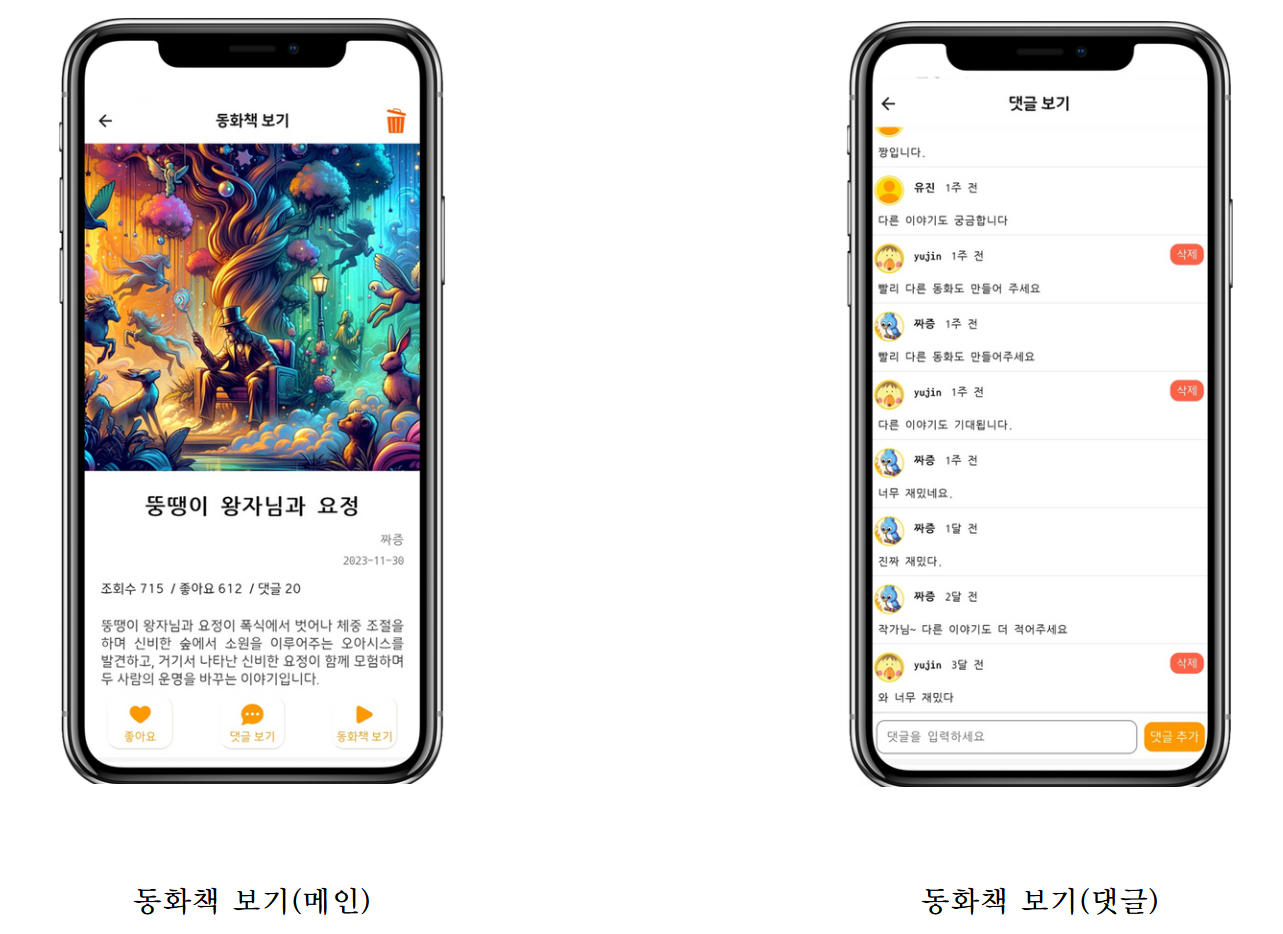 동화책 보기
뚱땡이 왕자님과 요정
짜증
2023-11-30
조회수 715 / 좋아요 612 / 댓글 20
뚱땡이 왕자님과 요정이 폭식에서 벗어나 체중 조절을
하며 신비한 숲에서 소원을 이루어주는 오아시스를
발견하고, 거기서 나타난 신비한 요정이 함께 모험하며
두 사람의 운명을 바꾸는 이야기입니다.
좋아요
댓글 보기
동화책 보기
동화책 보기(메인)
댓글 보기
짱입니다.
유진 1주 전
다른 이야기도 궁금합니다
yujin 1주 전 삭제
빨리 다른 동화도 만들어 주세요
짜증 1주 전
빨리 다른 동화도 만들어주세요
yujin 1주 전 삭제
다른 이야기도 기대됩니다.
짜증 1주 전
너무 재밌네요.
짜증 1달 전
진짜 재밌다.
짜증 2달 전
작가님~ 다른 이야기도 더 적어주세요
yujin 3달 전 삭제
와 너무 재밌다
댓글을 입력하세요 댓글 추가
동화책 보기(댓글)